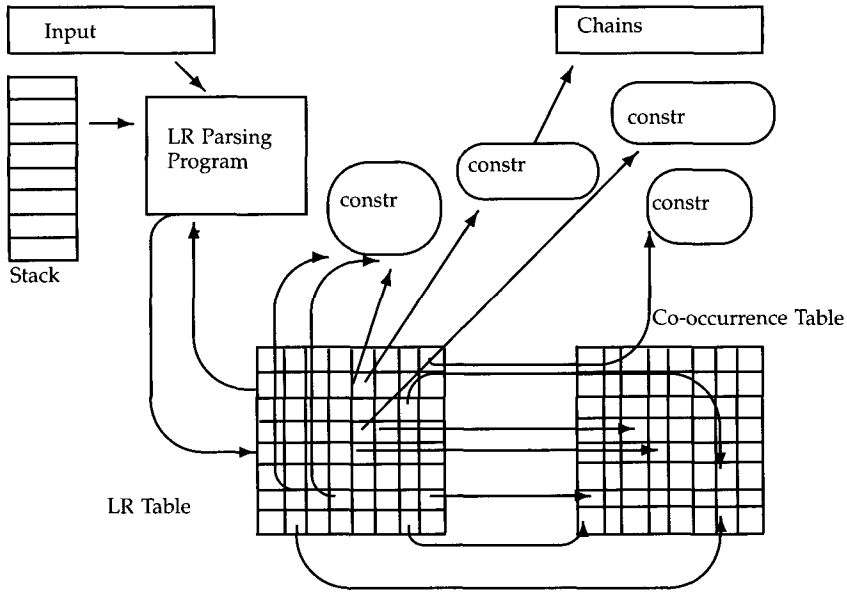 Input
Chains
LR Parsing
Program
constr
constr
constr
constr
Stack
Co-occurrence Table
LR Table